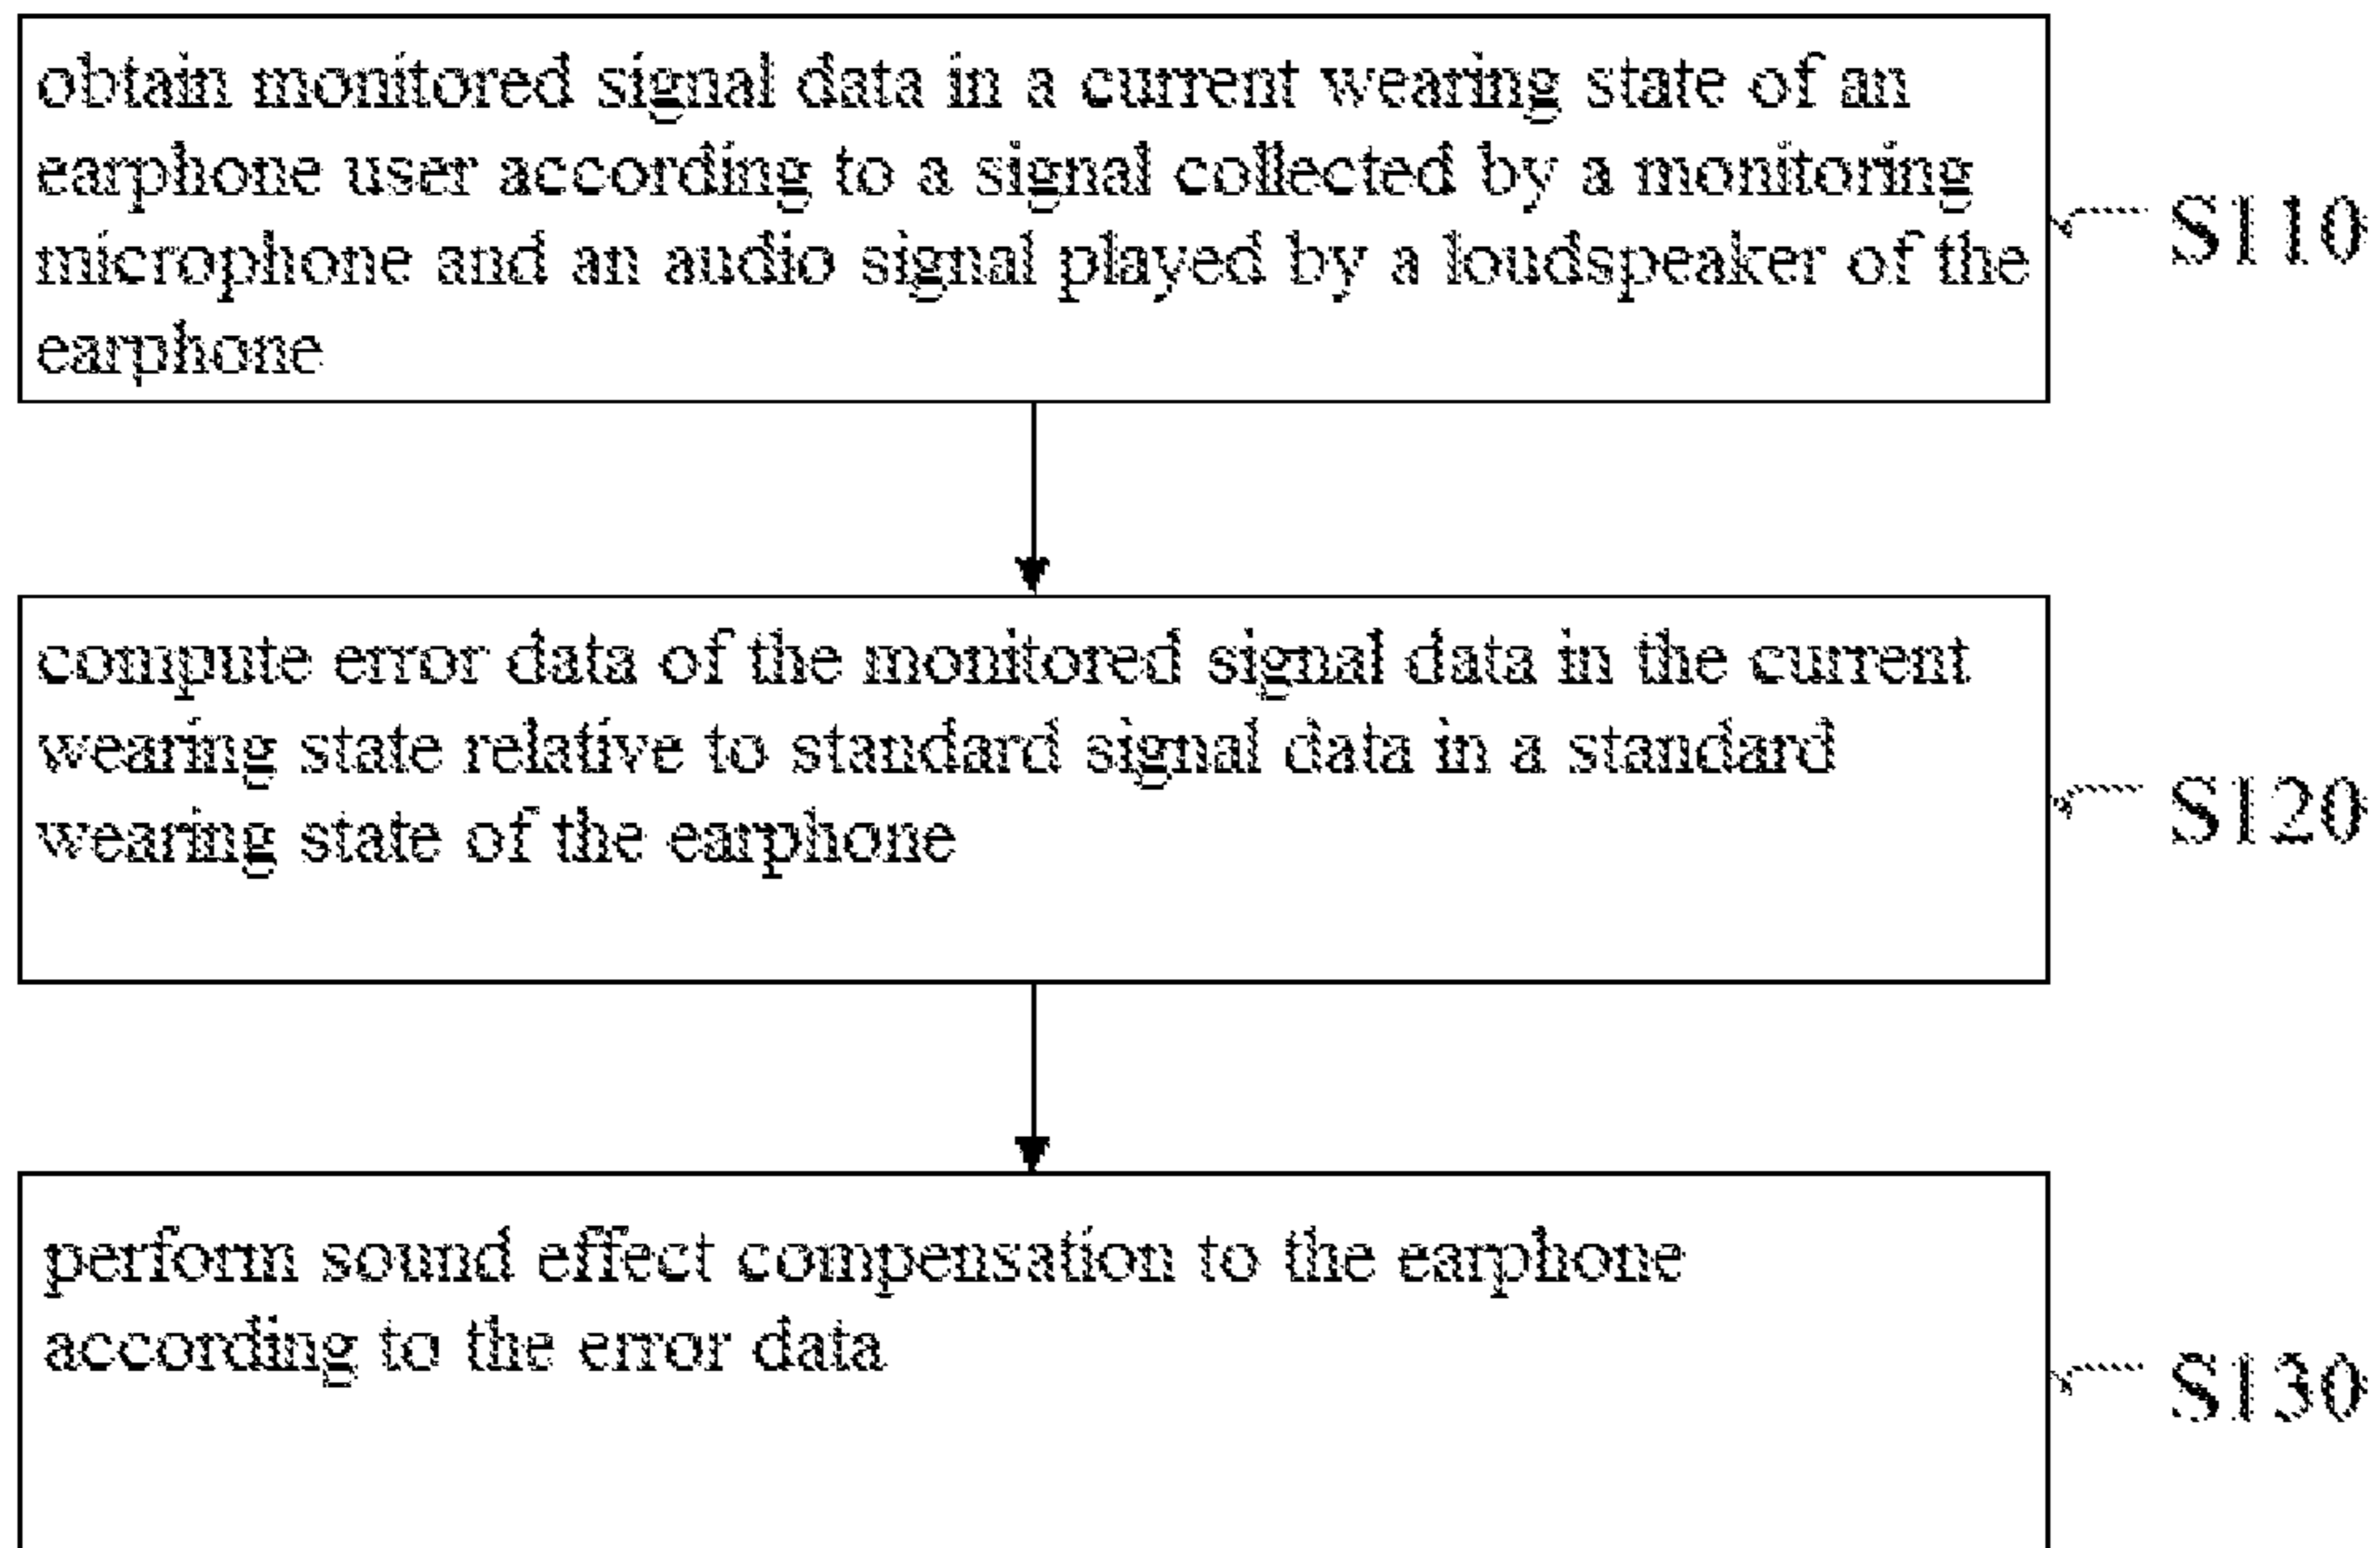 obtain monitored signal data in a current wearing state of an
earphone user according to a signal collected by a monitoring
microphone and an audio signal played by a loudspeaker of the
earphone
S110
compute error data of the monitored signal data in the current
wearing state relative to standard signal data in a standard
wearing state of the earphone
S120
perform sound effect compensation to the earphone
according to the error data
S130